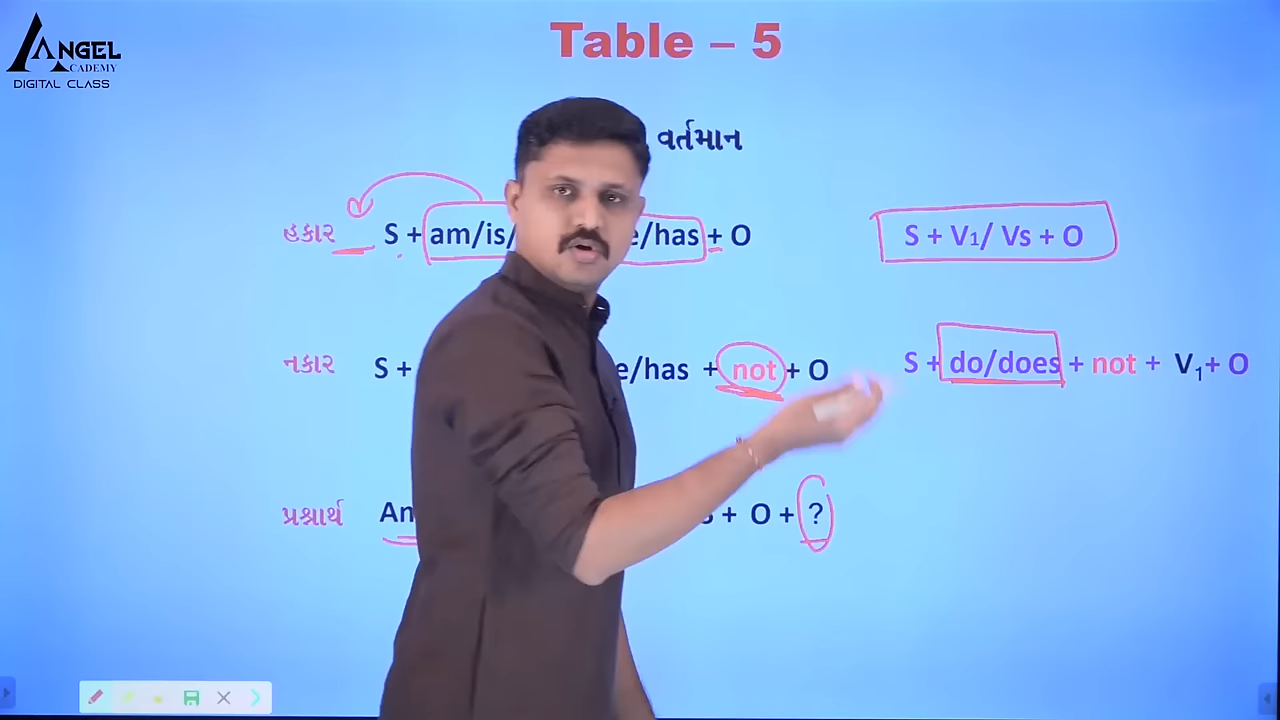 ANGEL
ACADEMY
DIGITAL CLASS
Table – 5
વર્તમાન
હકાર S + am/is/ e/has + O S + V1/ Vs + O
નકાર S + e/has + not + O S + do/does + not + V1 + O
પ્રશ્નાર્થ + O + ?